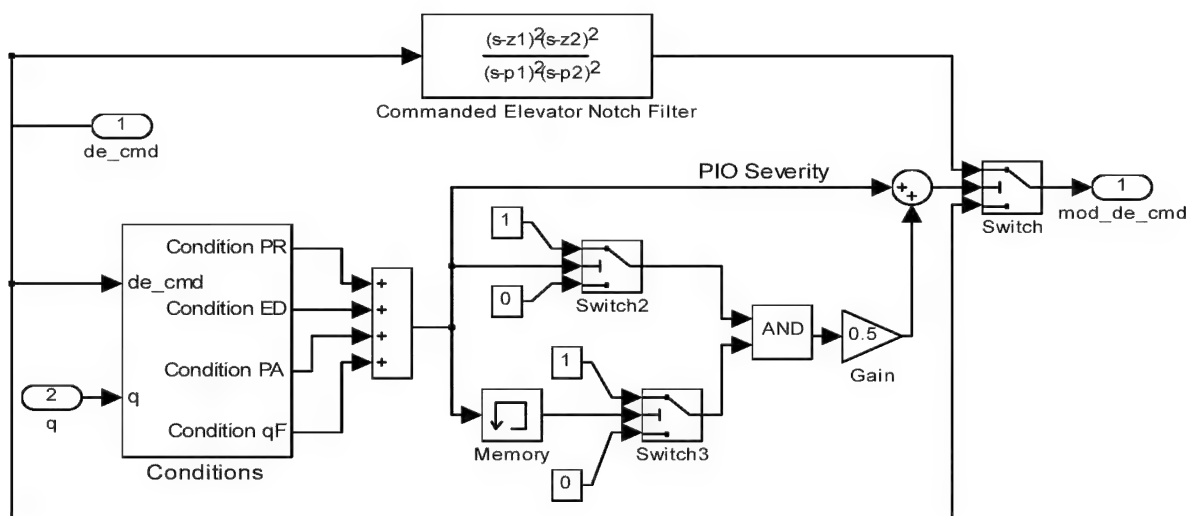 (s-z1)²(s-z2)²
(s-p1)²(s-p2)²
Commanded Elevator Notch Filter
1
de_cmd
PIO Severity
+
+
Switch
1
mod_de_cmd
1
0
Switch2
Condition PR
de_cmd
Condition ED
Condition PA
q
Condition qF
Conditions
2
q
+
+
+
+
AND
0.5
Gain
1
0
Memory
Switch3